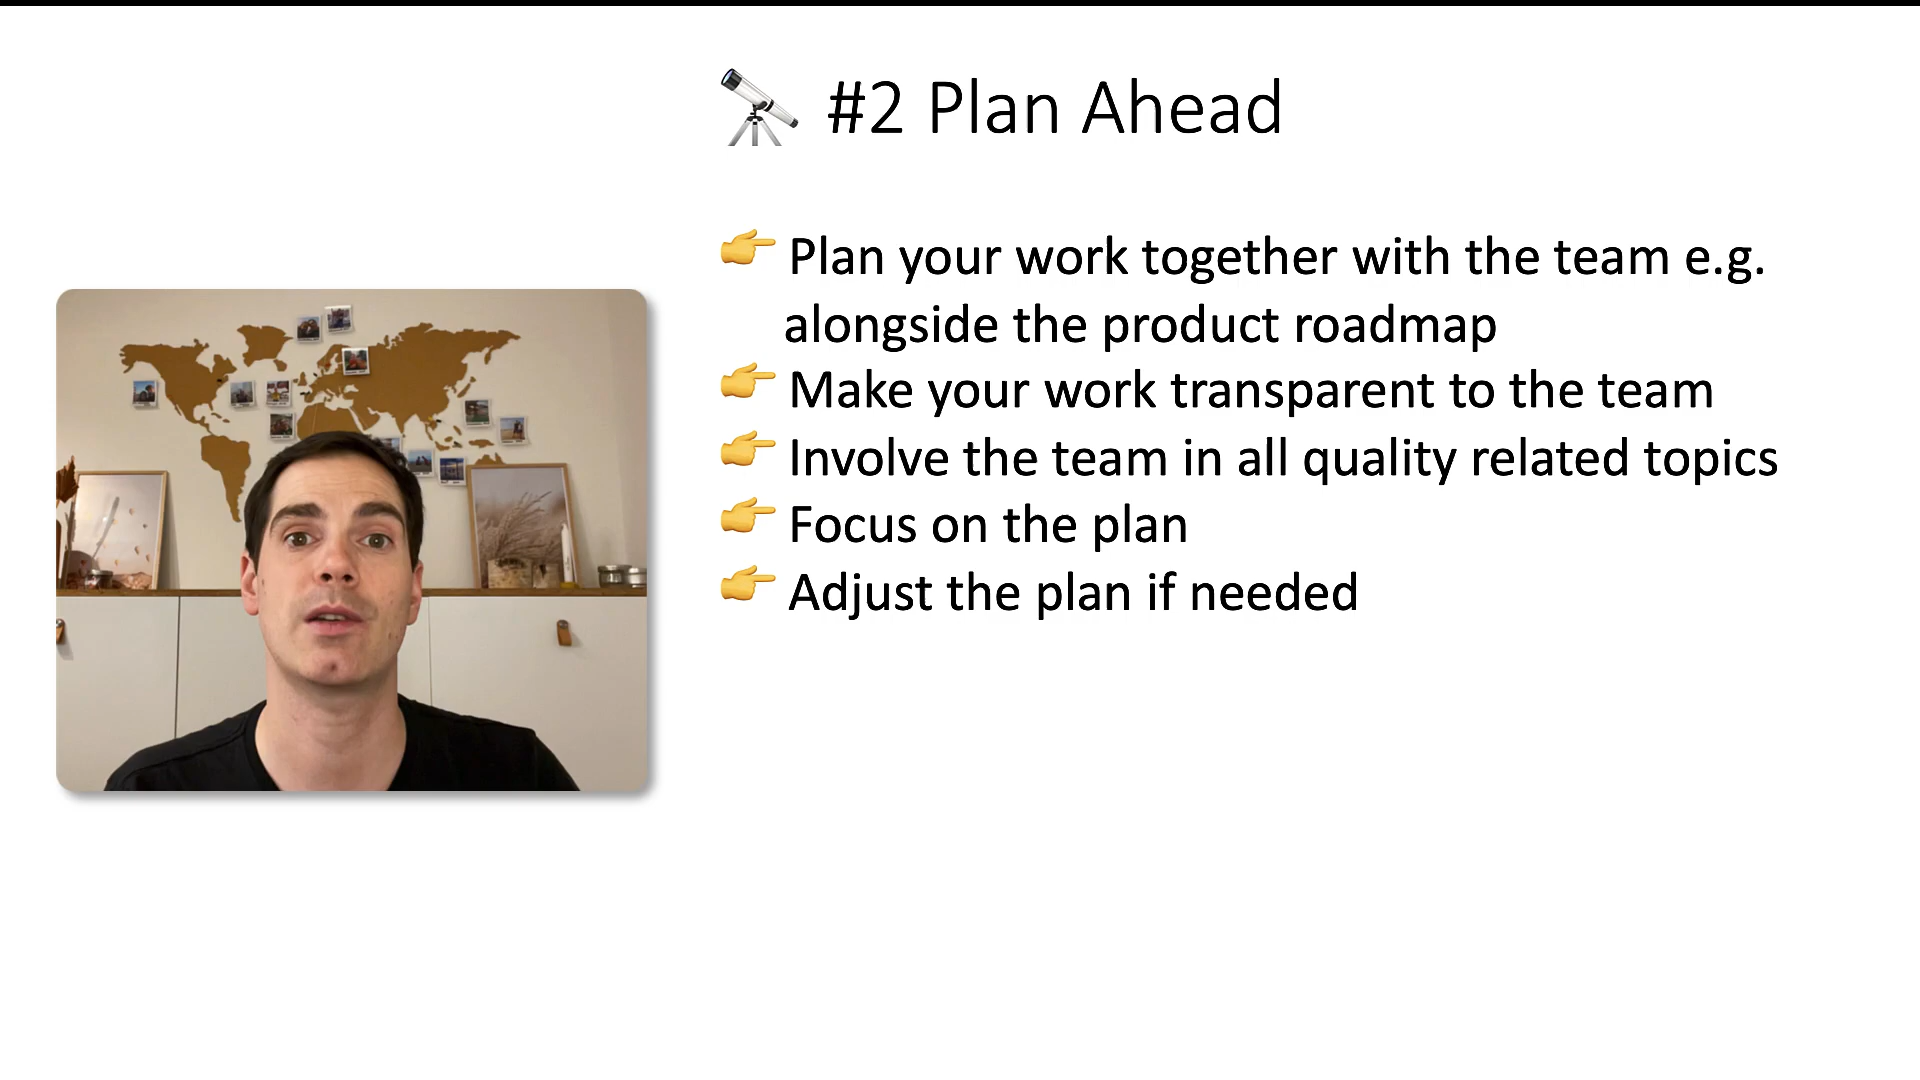 #2 Plan Ahead
Plan your work together with the team e.g.
alongside the product roadmap
Make your work transparent to the team
Involve the team in all quality related topics
Focus on the plan
Adjust the plan if needed